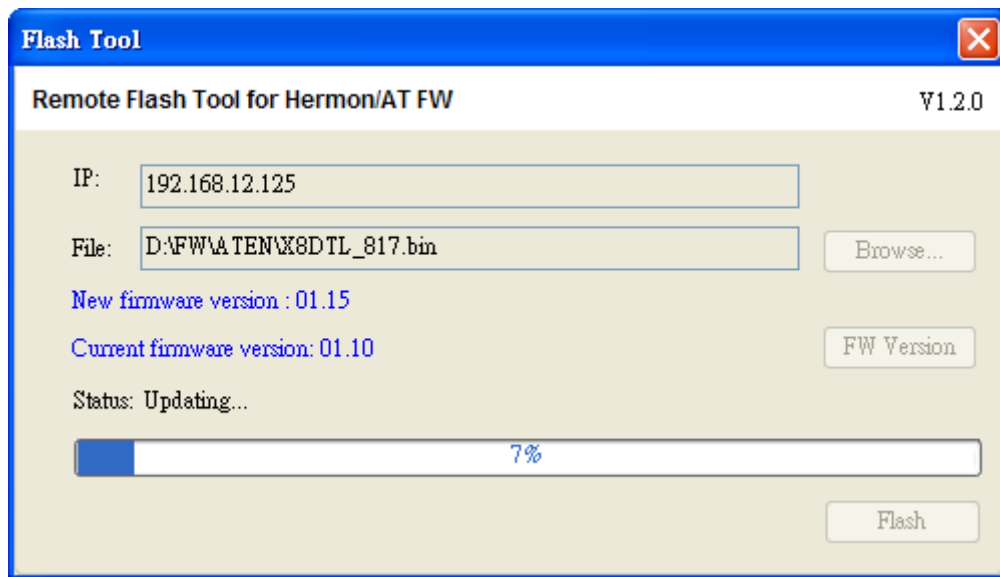 Flash Tool
Remote Flash Tool for Hermon/AT FW
V1.2.0
IP:
192.168.12.125
File:
D:\FW\ATEN\X8DTL_817.bin
Browse...
New firmware version : 01.15
Current firmware version: 01.10
FW Version
Status: Updating...
7%
Flash